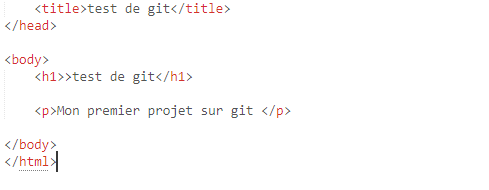 <title>test de git</title>
</head>
<body>
<h1>>test de git</h1>
<p>Mon premier projet sur git </p>
</body>
</html>